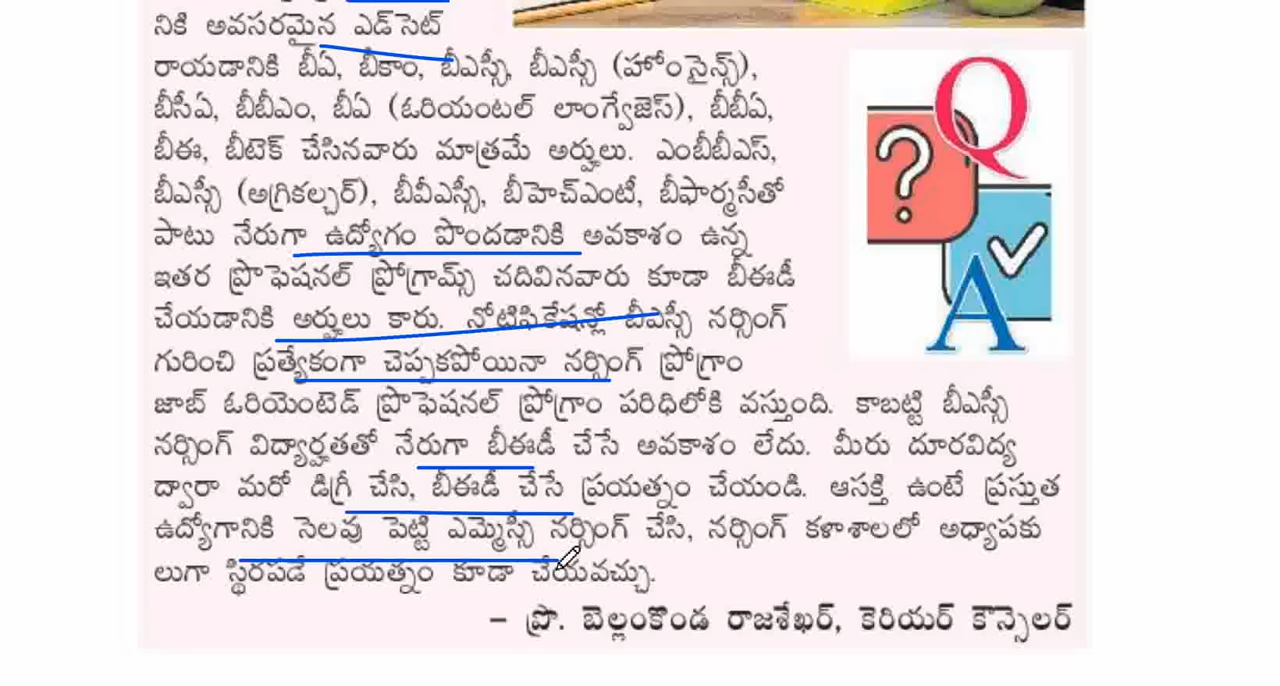 నికి అవసరమైన ఎడ్‌సెట్
రాయడానికి బీఏ, బీకాం, బీఎస్సీ, బీఎస్సీ (హోంసైన్స్),
బీసీఏ, బీబీఎం, బీఏ (ఓరియంటల్ లాంగ్వేజెస్), బీబీఏ,
బీఈ, బీటెక్ చేసినవారు మాత్రమే అర్హులు. ఎంబీబీఎస్,
బీఎస్సీ (అగ్రికల్చర్), బీవీఎస్సీ, బీహెచ్ఎంటీ, బీఫార్మసీతో
పాటు నేరుగా ఉద్యోగం పొందడానికి అవకాశం ఉన్న
ఇతర ప్రొఫెషనల్ ప్రోగ్రామ్స్ చదివినవారు కూడా బీఈడీ
చేయడానికి అర్హులు కారు. నోటిఫికేషన్లో బీఎస్సీ నర్సింగ్
గురించి ప్రత్యేకంగా చెప్పకపోయినా నర్సింగ్ ప్రోగ్రాం
జాబ్ ఓరియెంటెడ్ ప్రొఫెషనల్ ప్రోగ్రాం పరిధిలోకి వస్తుంది. కాబట్టి బీఎస్సీ
నర్సింగ్ విద్యార్హతతో నేరుగా బీఈడీ చేసే అవకాశం లేదు. మీరు దూరవిద్య
ద్వారా మరో డిగ్రీ చేసి, బీఈడీ చేసే ప్రయత్నం చేయండి. ఆసక్తి ఉంటే ప్రస్తుత
ఉద్యోగానికి సెలవు పెట్టి ఎమ్మెస్సీ నర్సింగ్ చేసి, నర్సింగ్ కళాశాలలో అధ్యాపకు
లుగా స్థిరపడే ప్రయత్నం కూడా చేయవచ్చు.
– ప్రొ. బెల్లంకొండ రాజశేఖర్, కెరియర్ కౌన్సెలర్
Q
A